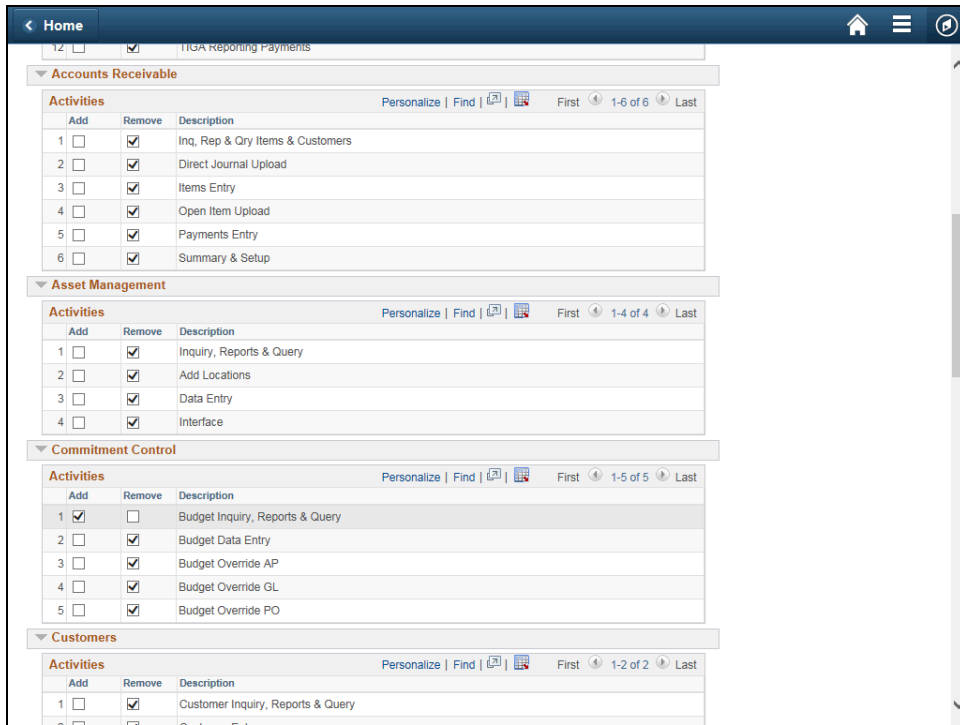 Home
12 TIGA Reporting Payments
Accounts Receivable
Activities Personalize | Find | | First 1-6 of 6 Last
Add Remove Description
1 Inq, Rep & Qry Items & Customers
2 Direct Journal Upload
3 Items Entry
4 Open Item Upload
5 Payments Entry
6 Summary & Setup
Asset Management
Activities Personalize | Find | | First 1-4 of 4 Last
Add Remove Description
1 Inquiry, Reports & Query
2 Add Locations
3 Data Entry
4 Interface
Commitment Control
Activities Personalize | Find | | First 1-5 of 5 Last
Add Remove Description
1 Budget Inquiry, Reports & Query
2 Budget Data Entry
3 Budget Override AP
4 Budget Override GL
5 Budget Override PO
Customers
Activities Personalize | Find | | First 1-2 of 2 Last
Add Remove Description
1 Customer Inquiry, Reports & Query